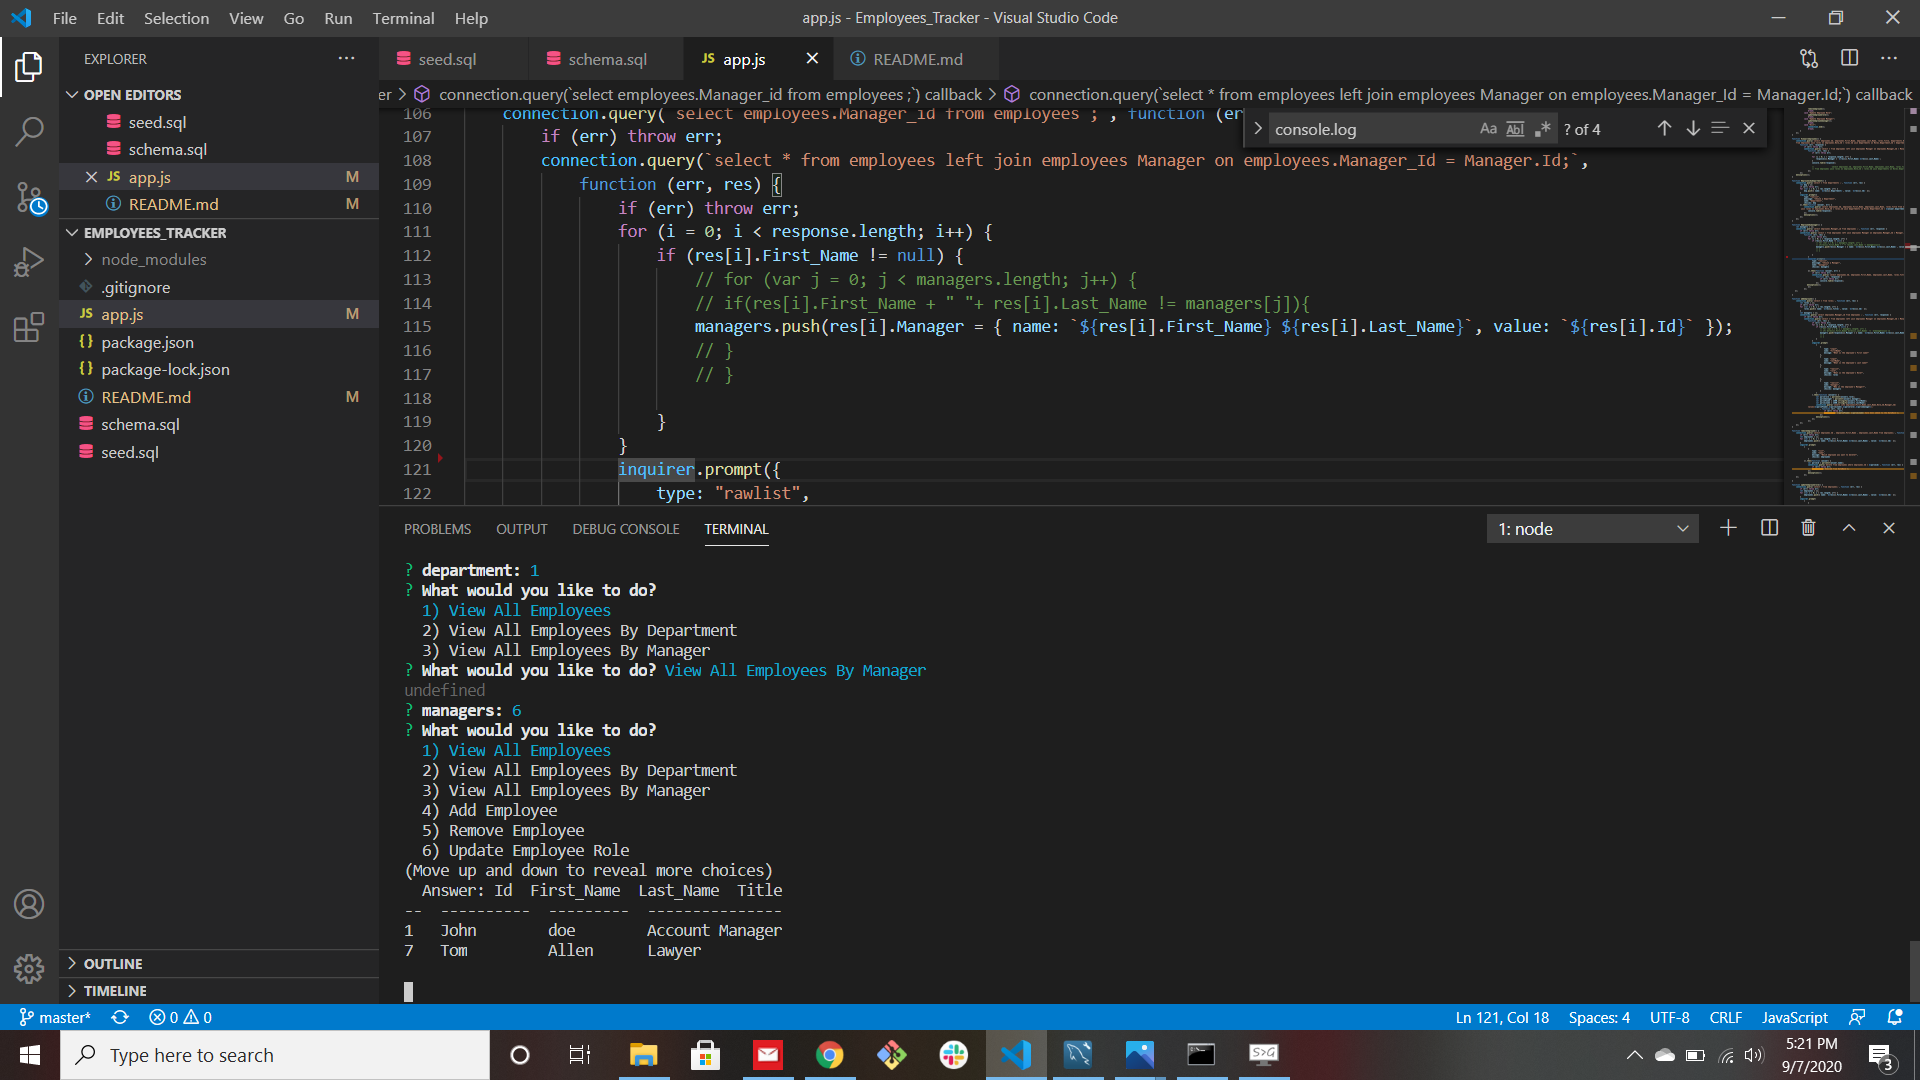 File Edit Selection View Go Run Terminal Help
app.js - Employees_Tracker - Visual Studio Code
EXPLORER
OPEN EDITORS
seed.sql
schema.sql
app.js M
README.md M
EMPLOYEES_TRACKER
node_modules
.gitignore
JS app.js M
package.json
package-lock.json
README.md M
schema.sql
seed.sql
OUTLINE
TIMELINE
seed.sql schema.sql JS app.js README.md
er > connection.query(`select employees.Manager_id from employees ;`) callback > connection.query(`select * from employees left join employees Manager on employees.Manager_Id = Manager.Id;`) callback
console.log Aa Abl .* ? of 4
106 connection.query(`select employees.Manager_id from employees ;`, function (er
107 if (err) throw err;
108 connection.query(`select * from employees left join employees Manager on employees.Manager_Id = Manager.Id;`,
109 function (err, res) {
110 if (err) throw err;
111 for (i = 0; i < response.length; i++) {
112 if (res[i].First_Name != null) {
113 // for (var j = 0; j < managers.length; j++) {
114 // if(res[i].First_Name + " "+ res[i].Last_Name != managers[j]){
115 managers.push(res[i].Manager = { name: `${res[i].First_Name} ${res[i].Last_Name}`, value: `${res[i].Id}` });
116 // }
117 // }
118
119 }
120 }
121 inquirer.prompt({
122 type: "rawlist",
PROBLEMS OUTPUT DEBUG CONSOLE TERMINAL
1: node
? department: 1
? What would you like to do?
1) View All Employees
2) View All Employees By Department
3) View All Employees By Manager
? What would you like to do? View All Employees By Manager
undefined
? managers: 6
? What would you like to do?
1) View All Employees
2) View All Employees By Department
3) View All Employees By Manager
4) Add Employee
5) Remove Employee
6) Update Employee Role
(Move up and down to reveal more choices)
Answer: Id First_Name Last_Name Title
-- ---------- --------- ---------------
1 John doe Account Manager
7 Tom Allen Lawyer
master* 0 0
Ln 121, Col 18 Spaces: 4 UTF-8 CRLF JavaScript
Type here to search
5:21 PM
9/7/2020
3